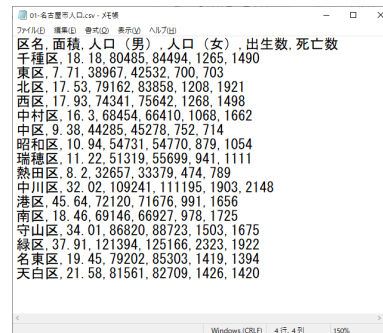 01-名古屋市人口.csv - メモ帳
ファイル(F) 編集(E) 書式(O) 表示(V) ヘルプ(H)
区名,面積,人口（男）,人口（女）,出生数,死亡数
千種区,18.18,80485,84494,1265,1490
東区,7.71,38967,42532,700,703
北区,17.53,79162,83858,1208,1921
西区,17.93,74341,75642,1268,1498
中村区,16.3,68454,66410,1068,1662
中区,9.38,44285,45278,752,714
昭和区,10.94,54731,54770,879,1054
瑞穂区,11.22,51319,55699,941,1111
熱田区,8.2,32657,33379,474,789
中川区,32.02,109241,111195,1903,2148
港区,45.64,72120,71676,991,1656
南区,18.46,69146,66927,978,1725
守山区,34.01,86820,88723,1503,1675
緑区,37.91,121394,125166,2323,1922
名東区,19.45,79202,85303,1419,1394
天白区,21.58,81561,82709,1426,1420
Windows (CRLF) 4 行、4 列 150%